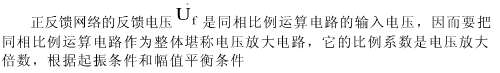 正反馈网络的反馈电压 U̇f 是同相比例运算电路的输入电压，因而要把
同相比例运算电路作为整体堪称电压放大电路，它的比例系数是电压放大
倍数，根据起振条件和幅值平衡条件